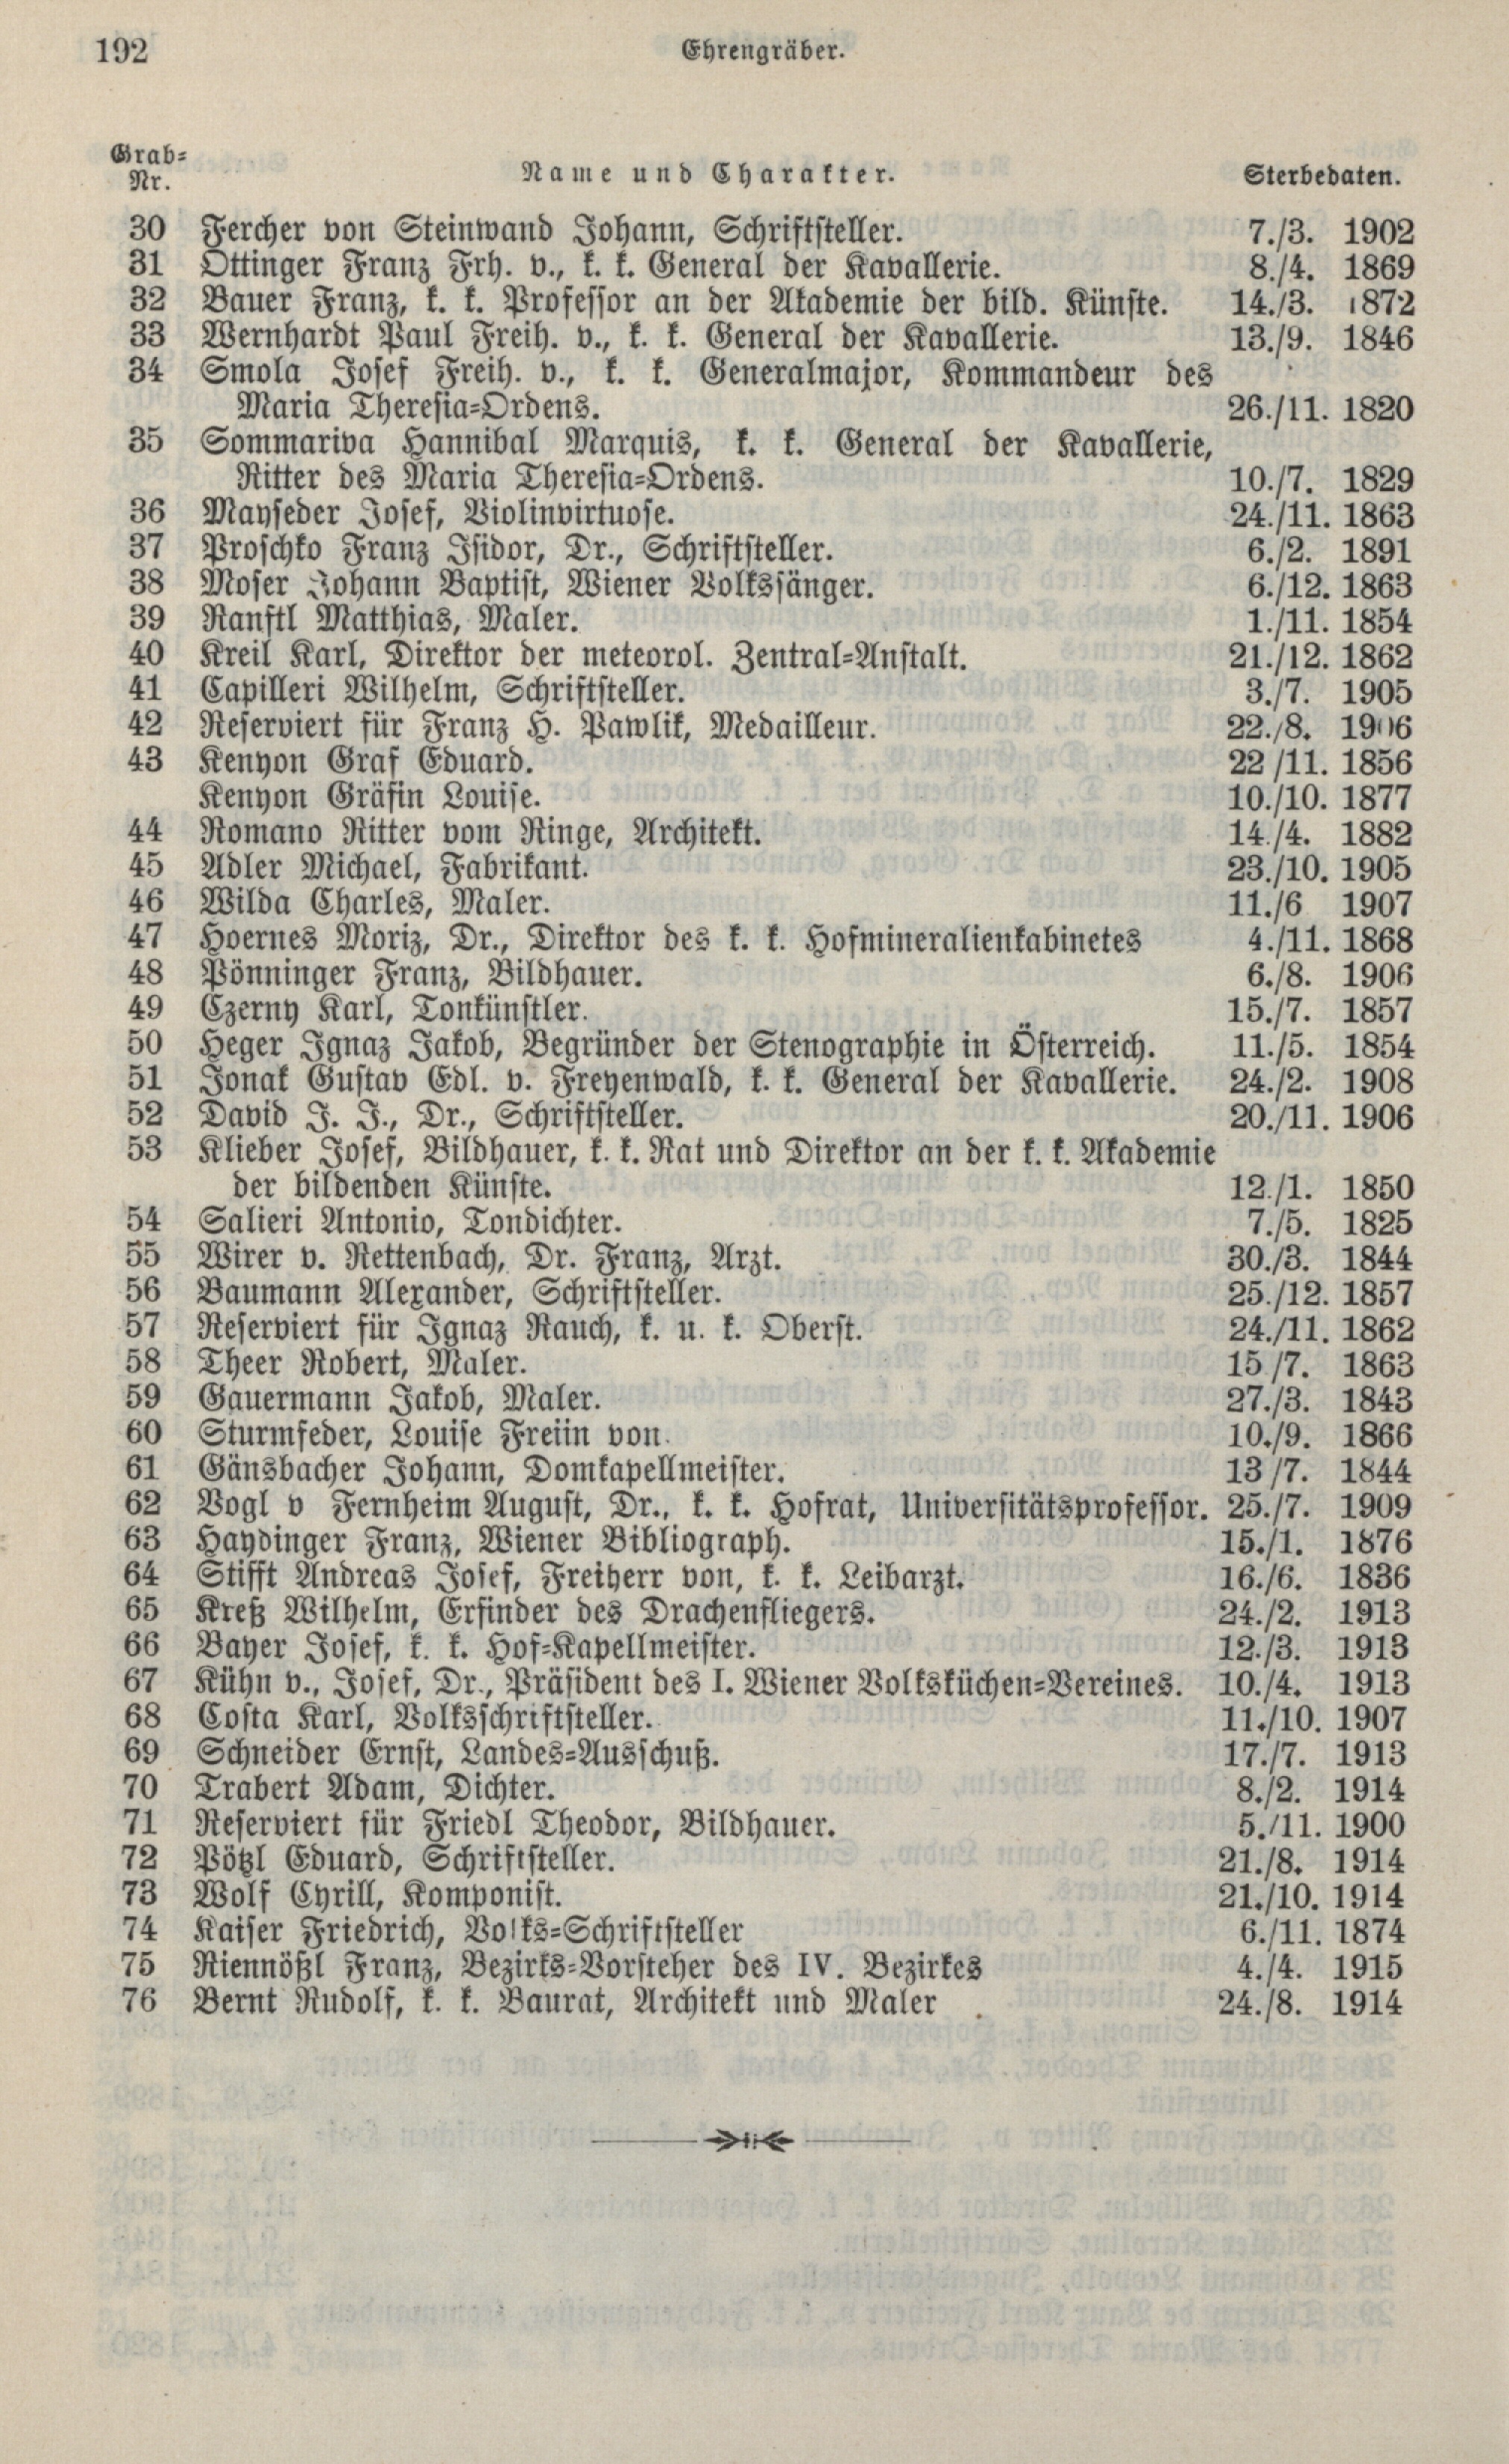 192 Ehrengräber.
Grab-
Nr. Name und Charakter. Sterbedaten.
30 Fercher von Steinwand Johann, Schriftsteller. 7./3. 1902
31 Ottinger Franz Frh. v., k. k. General der Kavallerie. 8./4. 1869
32 Bauer Franz, k. k. Professor an der Akademie der bild. Künste. 14./3. 1872
33 Wernhardt Paul Freih. v., k. k. General der Kavallerie. 13./9. 1846
34 Smola Josef Freih. v., k. k. Generalmajor, Kommandeur des
Maria Theresia-Ordens. 26./11. 1820
35 Sommariva Hannibal Marquis, k. k. General der Kavallerie,
Ritter des Maria Theresia-Ordens. 10./7. 1829
36 Mayseder Josef, Violinvirtuose. 24./11. 1863
37 Proschko Franz Isidor, Dr., Schriftsteller. 6./2. 1891
38 Moser Johann Baptist, Wiener Volkssänger. 6./12. 1863
39 Ranftl Matthias, Maler. 1./11. 1854
40 Kreil Karl, Direktor der meteorol. Zentral-Anstalt. 21./12. 1862
41 Capilleri Wilhelm, Schriftsteller. 3./7. 1905
42 Reserviert für Franz H. Pawlik, Medailleur. 22./8. 1906
43 Kenyon Graf Eduard. 22 /11. 1856
Kenyon Gräfin Louise. 10./10. 1877
44 Romano Ritter vom Ringe, Architekt. 14./4. 1882
45 Adler Michael, Fabrikant. 23./10. 1905
46 Wilda Charles, Maler. 11./6 1907
47 Hoernes Moriz, Dr., Direktor des k. k. Hofmineralienkabinetes 4./11. 1868
48 Pönninger Franz, Bildhauer. 6./8. 1906
49 Czerny Karl, Tonkünstler. 15./7. 1857
50 Heger Ignaz Jakob, Begründer der Stenographie in Österreich. 11./5. 1854
51 Jonak Gustav Edl. v. Freyenwald, k. k. General der Kavallerie. 24./2. 1908
52 David J. J., Dr., Schriftsteller. 20./11. 1906
53 Klieber Josef, Bildhauer, k. k. Rat und Direktor an der k. k. Akademie
der bildenden Künste. 12./1. 1850
54 Salieri Antonio, Tondichter. 7./5. 1825
55 Wirer v. Rettenbach, Dr. Franz, Arzt. 30./3. 1844
56 Baumann Alexander, Schriftsteller. 25./12. 1857
57 Reserviert für Ignaz Rauch, k. u. k. Oberst. 24./11. 1862
58 Theer Robert, Maler. 15 /7. 1863
59 Gauermann Jakob, Maler. 27./3. 1843
60 Sturmfeder, Louise Freiin von. 10./9. 1866
61 Gänsbacher Johann, Domkapellmeister. 13 /7. 1844
62 Vogl v Fernheim August, Dr., k. k. Hofrat, Universitätsprofessor. 25./7. 1909
63 Haydinger Franz, Wiener Bibliograph. 15./1. 1876
64 Stifft Andreas Josef, Freiherr von, k. k. Leibarzt. 16./6. 1836
65 Kreß Wilhelm, Erfinder des Drachenfliegers. 24./2. 1913
66 Bayer Josef, k. k. Hof-Kapellmeister. 12./3. 1913
67 Kühn v., Josef, Dr., Präsident des I. Wiener Volksküchen-Vereines. 10./4. 1913
68 Costa Karl, Volksschriftsteller. 11./10. 1907
69 Schneider Ernst, Landes-Ausschuß. 17./7. 1913
70 Trabert Adam, Dichter. 8./2. 1914
71 Reserviert für Friedl Theodor, Bildhauer. 5./11. 1900
72 Pötzl Eduard, Schriftsteller. 21./8. 1914
73 Wolf Cyrill, Komponist. 21./10. 1914
74 Kaiser Friedrich, Volks-Schriftsteller 6./11. 1874
75 Riennößl Franz, Bezirks-Vorsteher des IV. Bezirkes 4./4. 1915
76 Bernt Rudolf, k. k. Baurat, Architekt und Maler 24./8. 1914